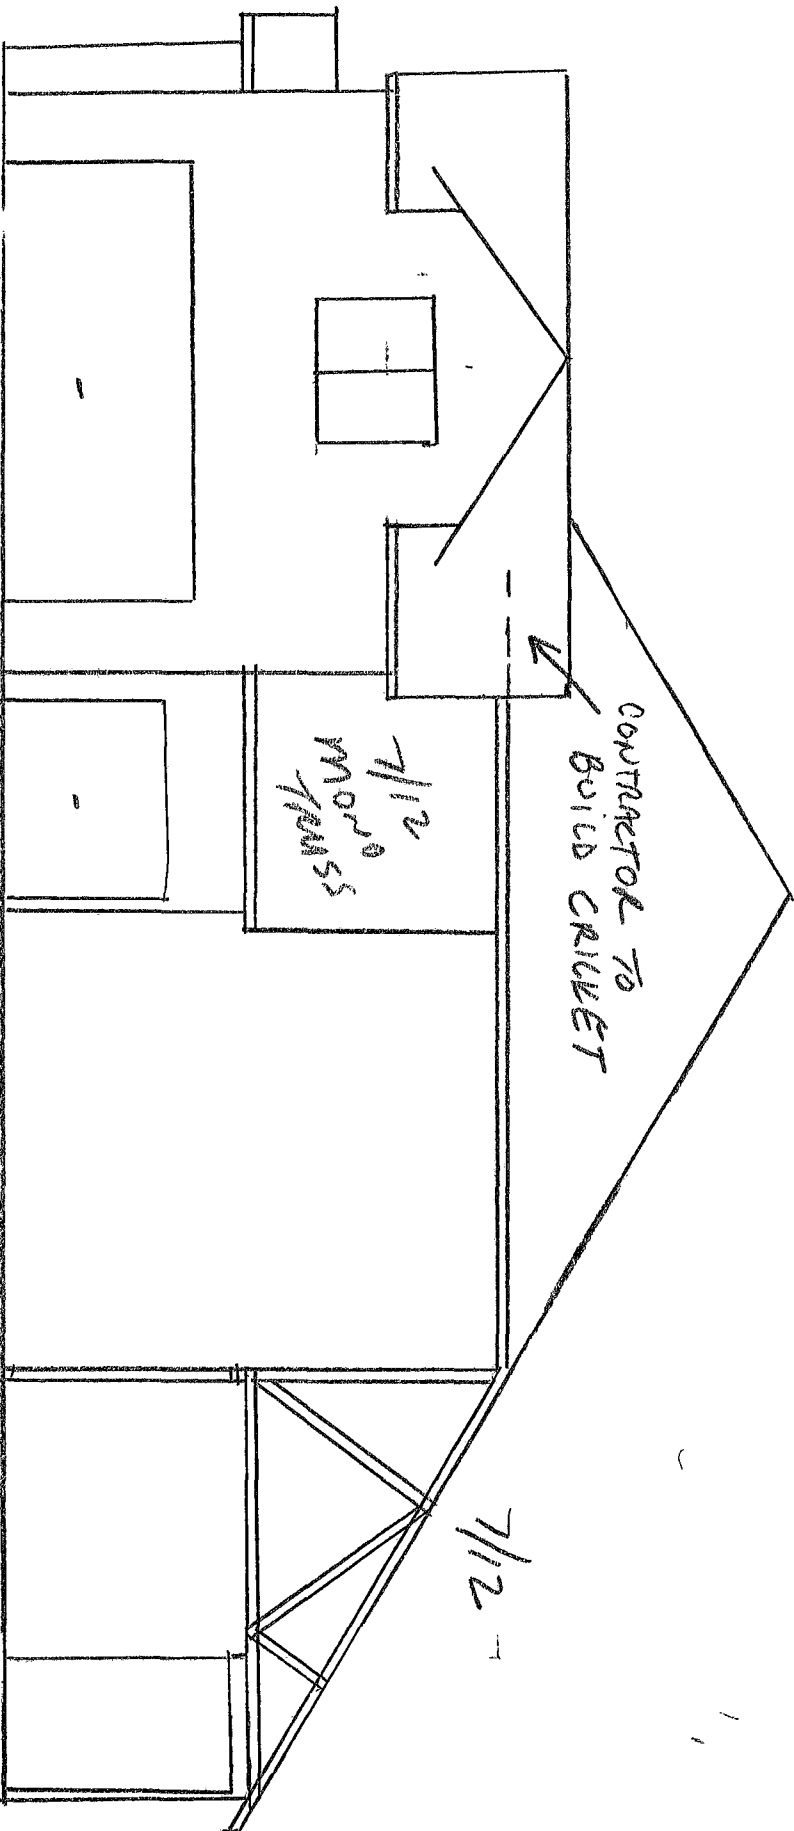 CONTRACTOR TO
BUILD CRICKET
7/12
MONO
TRUSS
7/12